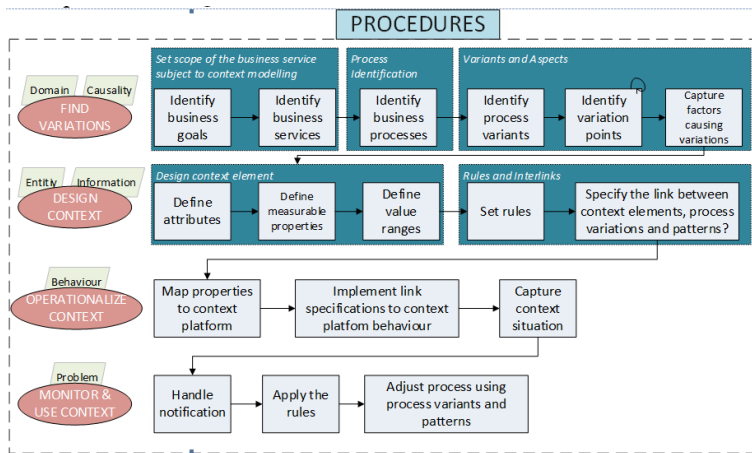 PROCEDURES
Set scope of the business service
subject to context modelling
Process
Identification
Variants and Aspects
Domain
Causality
FIND
VARIATIONS
Identify
business
goals
Identify
business
services
Identify
business
processes
Identify
process
variants
Identify
variation
points
Capture
factors
causing
variations
Entitiy
Information
DESIGN
CONTEXT
Design context element
Rules and Interlinks
Define
attributes
Define
measurable
properties
Define
value
ranges
Set rules
Specify the link between
context elements, process
variations and patterns?
Behaviour
OPERATIONALIZE
CONTEXT
Map properties
to context
platform
Implement link
specifications to context
platfom behaviour
Capture
context
situation
Problem
MONITOR &
USE CONTEXT
Handle
notification
Apply the
rules
Adjust process using
process variants and
patterns